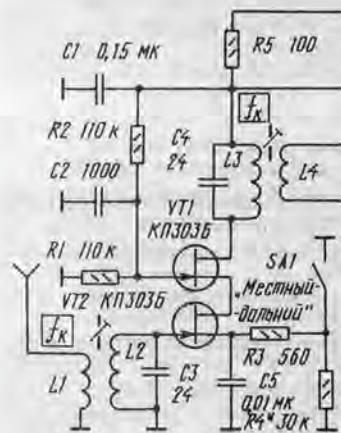 C1 0,15 мк
R5 100
R2 110 к
fк
C4
24
L3
L4
C2 1000
VT1
КП303Б
R1 110 к
SA1
„Местный-
дальний"
VT2 КП303Б
fк
L2
R3 560
L1
C3
24
C5
0,01 мк
R4* 30 к